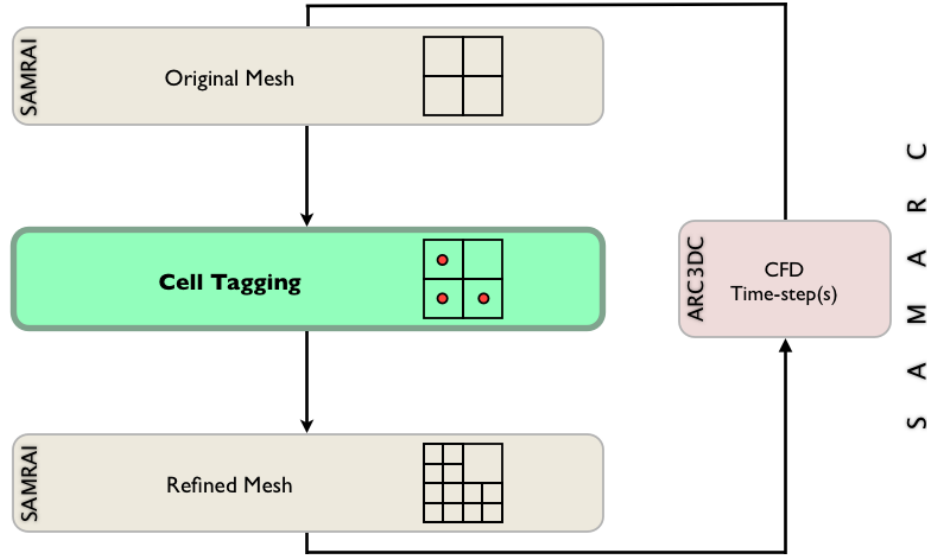 SAMRAI
Original Mesh
Cell Tagging
SAMRAI
Refined Mesh
ARC3DC
CFD
Time-step(s)
SAMARC